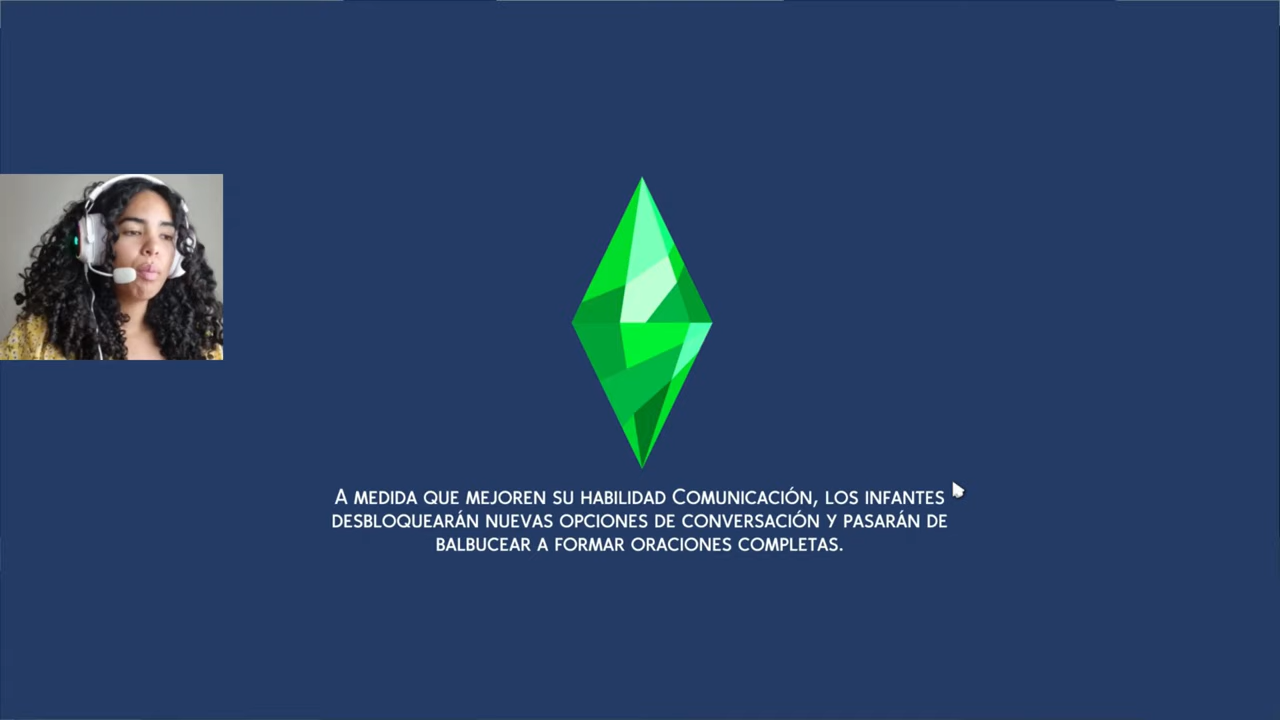 A MEDIDA QUE MEJOREN SU HABILIDAD COMUNICACIÓN, LOS INFANTES
DESBLOQUEARÁN NUEVAS OPCIONES DE CONVERSACIÓN Y PASARÁN DE
BALBUCEAR A FORMAR ORACIONES COMPLETAS.